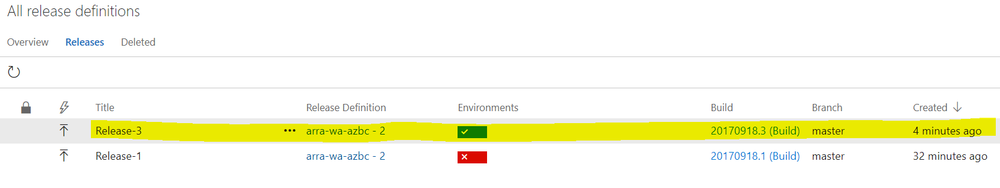 All release definitions
Overview Releases Deleted
Title Release Definition Environments Build Branch Created
Release-3 ••• arra-wa-azbc - 2 20170918.3 (Build) master 4 minutes ago
Release-1 arra-wa-azbc - 2 20170918.1 (Build) master 32 minutes ago